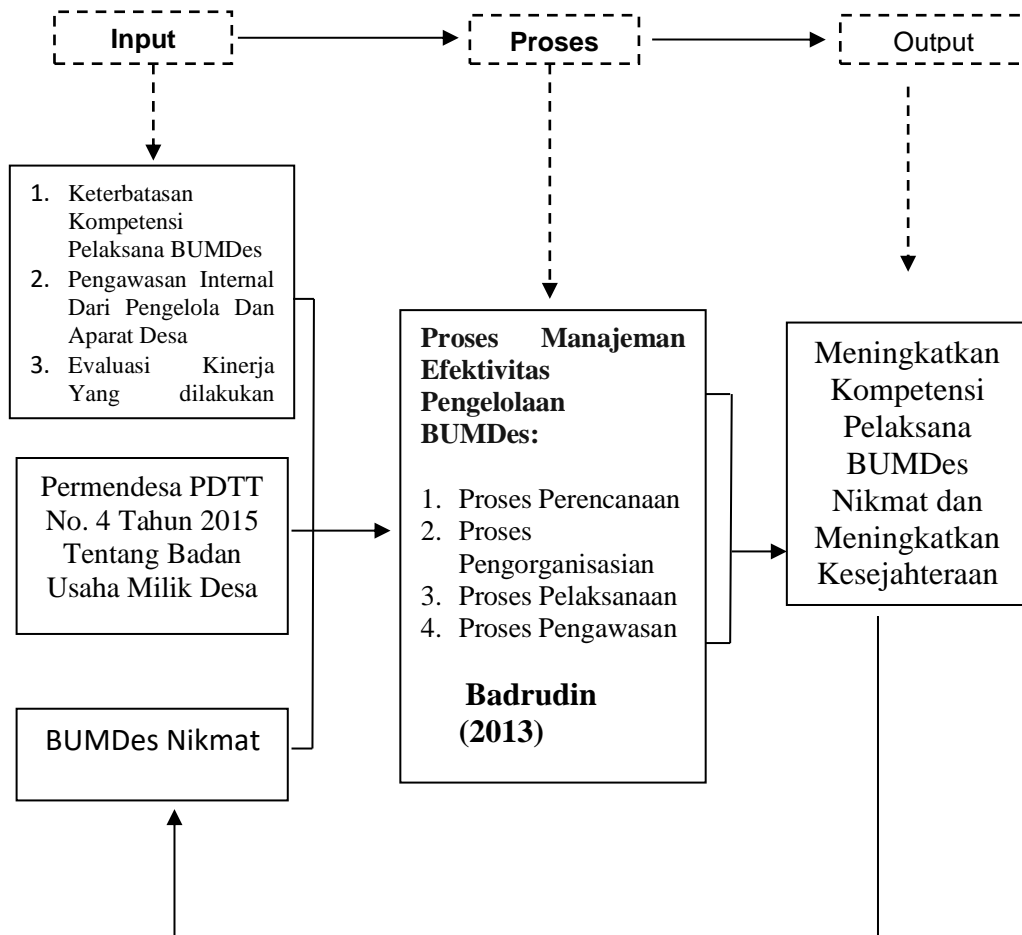 Input
Proses
Output
1. Keterbatasan
Kompetensi
Pelaksana BUMDes
2. Pengawasan Internal
Dari Pengelola Dan
Aparat Desa
3. Evaluasi Kinerja
Yang dilakukan
Permendesa PDTT
No. 4 Tahun 2015
Tentang Badan
Usaha Milik Desa
BUMDes Nikmat
Proses Manajeman
Efektivitas
Pengelolaan
BUMDes:
1. Proses Perencanaan
2. Proses
Pengorganisasian
3. Proses Pelaksanaan
4. Proses Pengawasan
Badrudin
(2013)
Meningkatkan
Kompetensi
Pelaksana
BUMDes
Nikmat dan
Meningkatkan
Kesejahteraan